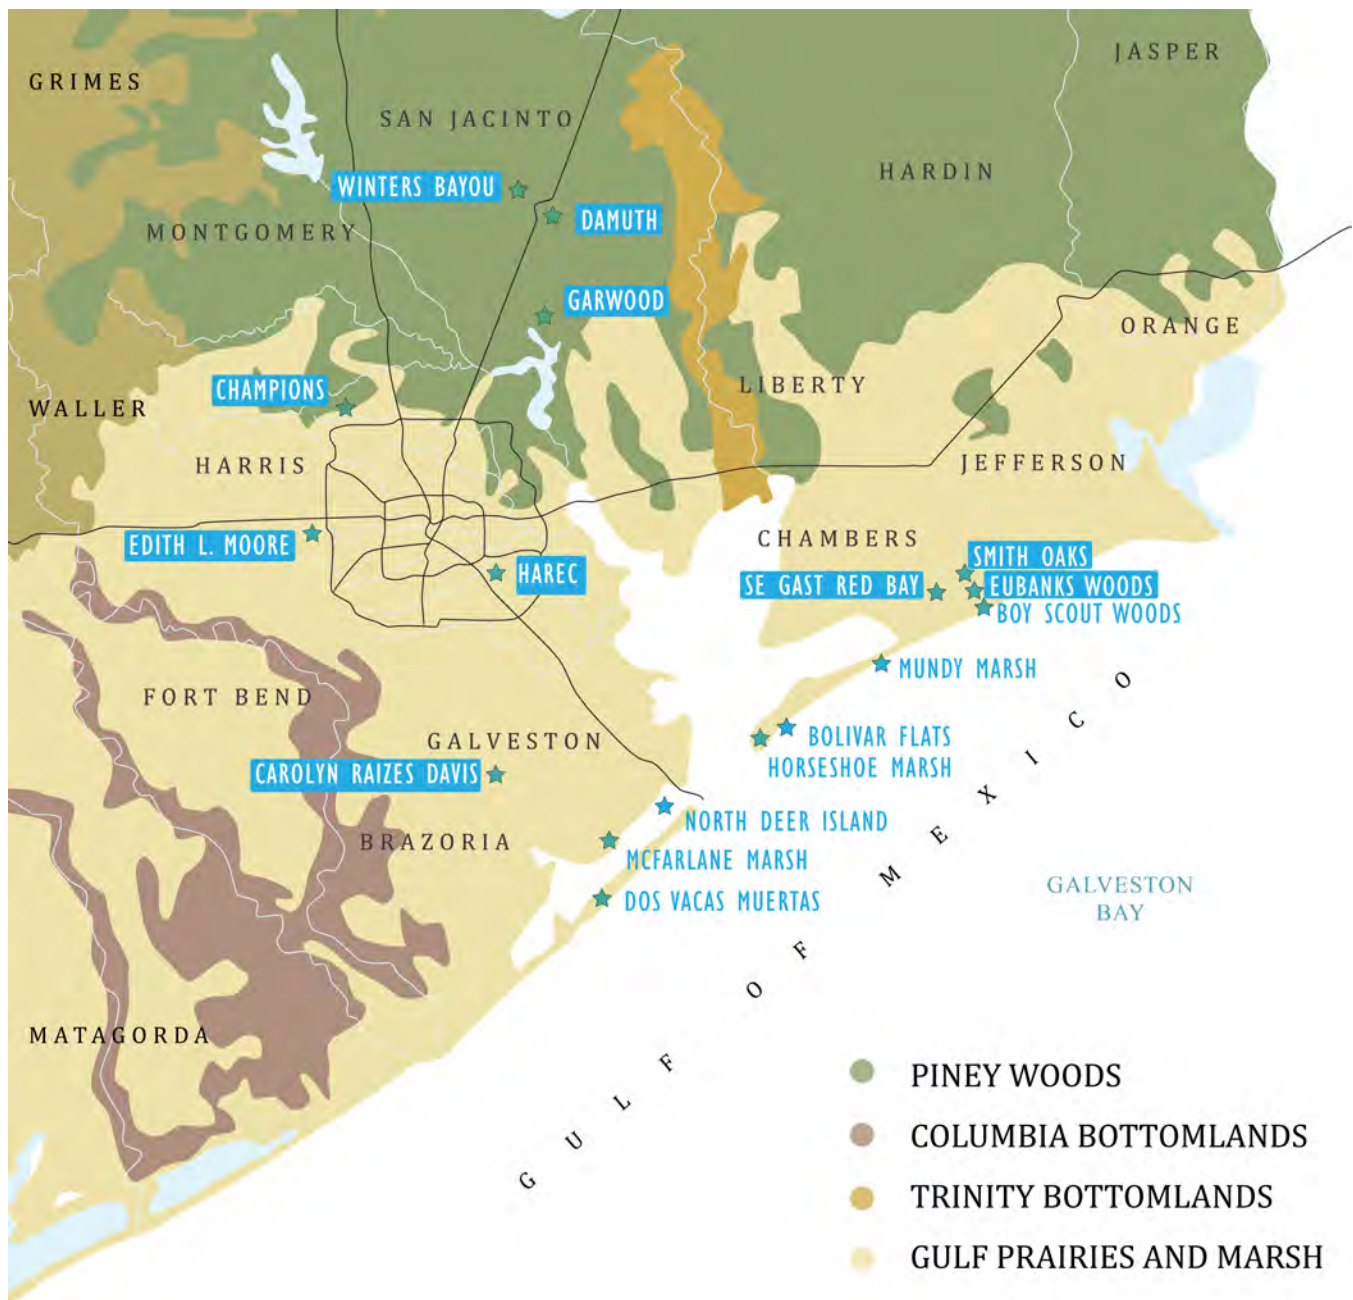 JASPER
GRIMES
SAN JACINTO
HARDIN
WINTERS BAYOU
DAMUTH
MONTGOMERY
GARWOOD
ORANGE
CHAMPIONS
LIBERTY
WALLER
HARRIS
JEFFERSON
EDITH L. MOORE
CHAMBERS
SMITH OAKS
HAREC
SE GAST RED BAY
EUBANKS WOODS
BOY SCOUT WOODS
MUNDY MARSH
FORT BEND
GALVESTON
BOLIVAR FLATS
HORSESHOE MARSH
CAROLYN RAIZES DAVIS
NORTH DEER ISLAND
BRAZORIA
MCFARLANE MARSH
DOS VACAS MUERTAS
GALVESTON
BAY
GULF OF MEXICO
MATAGORDA
PINEY WOODS
COLUMBIA BOTTOMLANDS
TRINITY BOTTOMLANDS
GULF PRAIRIES AND MARSH